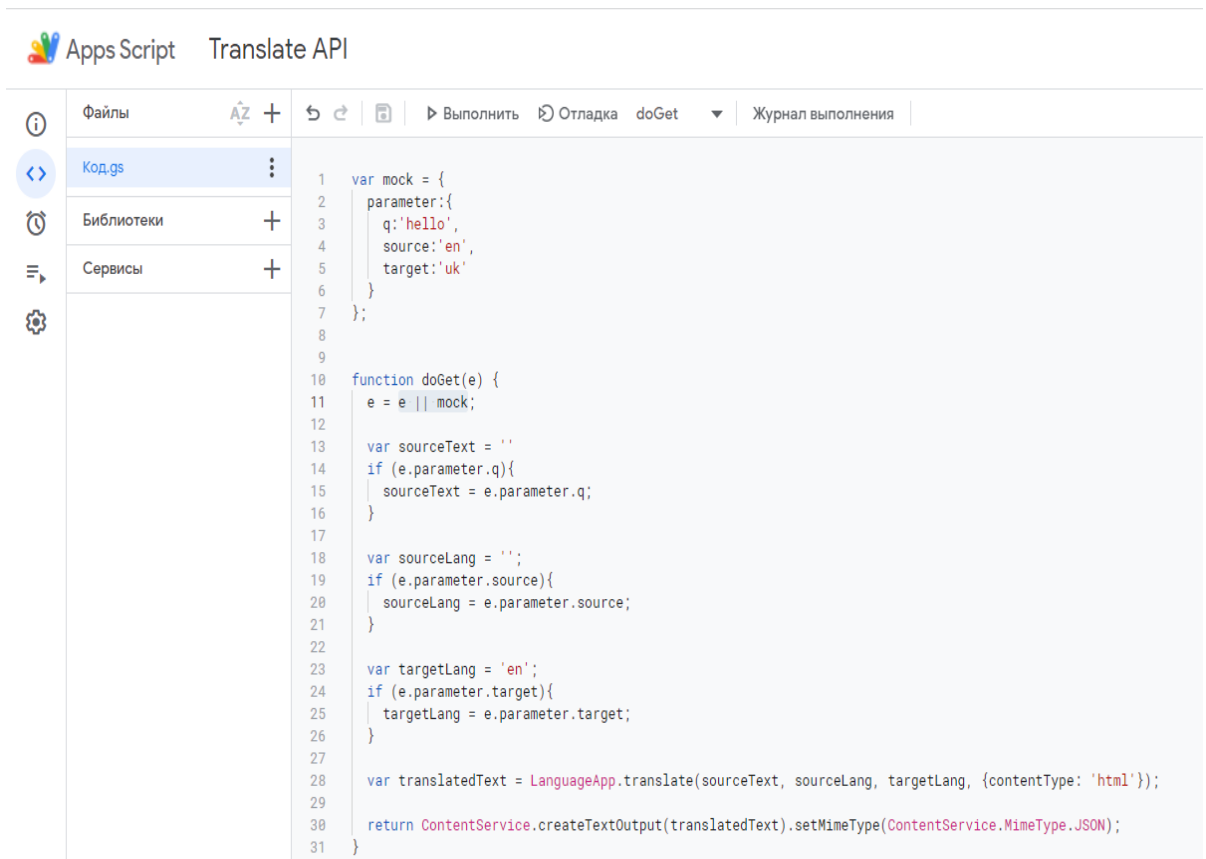 Apps Script Translate API
Файлы AZ
Выполнить Отладка doGet Журнал выполнения
Код.gs
Библиотеки
Сервисы
1 var mock = {
2 parameter:{
3 q:'hello',
4 source:'en',
5 target:'uk'
6 }
7 };
8
9
10 function doGet(e) {
11 e = e || mock;
12
13 var sourceText = ''
14 if (e.parameter.q){
15 sourceText = e.parameter.q;
16 }
17
18 var sourceLang = '';
19 if (e.parameter.source){
20 sourceLang = e.parameter.source;
21 }
22
23 var targetLang = 'en';
24 if (e.parameter.target){
25 targetLang = e.parameter.target;
26 }
27
28 var translatedText = LanguageApp.translate(sourceText, sourceLang, targetLang, {contentType: 'html'});
29
30 return ContentService.createTextOutput(translatedText).setMimeType(ContentService.MimeType.JSON);
31 }